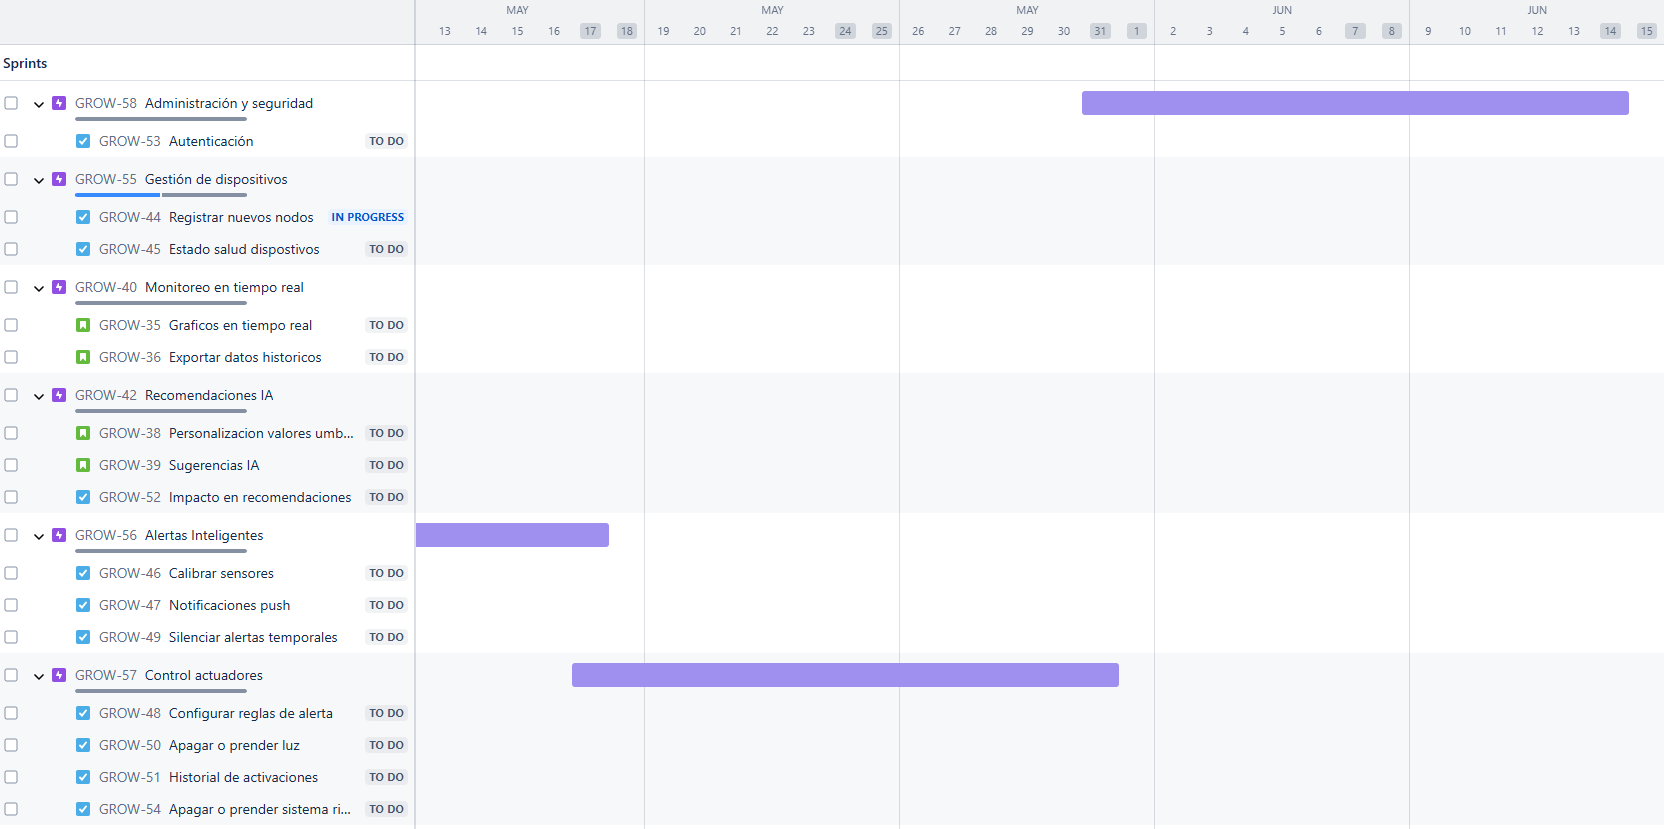 MAY MAY MAY JUN JUN
13 14 15 16 17 18 19 20 21 22 23 24 25 26 27 28 29 30 31 1 2 3 4 5 6 7 8 9 10 11 12 13 14 15
Sprints
GROW-58 Administración y seguridad
GROW-53 Autenticación TO DO
GROW-55 Gestión de dispositivos
GROW-44 Registrar nuevos nodos IN PROGRESS
GROW-45 Estado salud dispostivos TO DO
GROW-40 Monitoreo en tiempo real
GROW-35 Graficos en tiempo real TO DO
GROW-36 Exportar datos historicos TO DO
GROW-42 Recomendaciones IA
GROW-38 Personalizacion valores umb... TO DO
GROW-39 Sugerencias IA TO DO
GROW-52 Impacto en recomendaciones TO DO
GROW-56 Alertas Inteligentes
GROW-46 Calibrar sensores TO DO
GROW-47 Notificaciones push TO DO
GROW-49 Silenciar alertas temporales TO DO
GROW-57 Control actuadores
GROW-48 Configurar reglas de alerta TO DO
GROW-50 Apagar o prender luz TO DO
GROW-51 Historial de activaciones TO DO
GROW-54 Apagar o prender sistema ri... TO DO